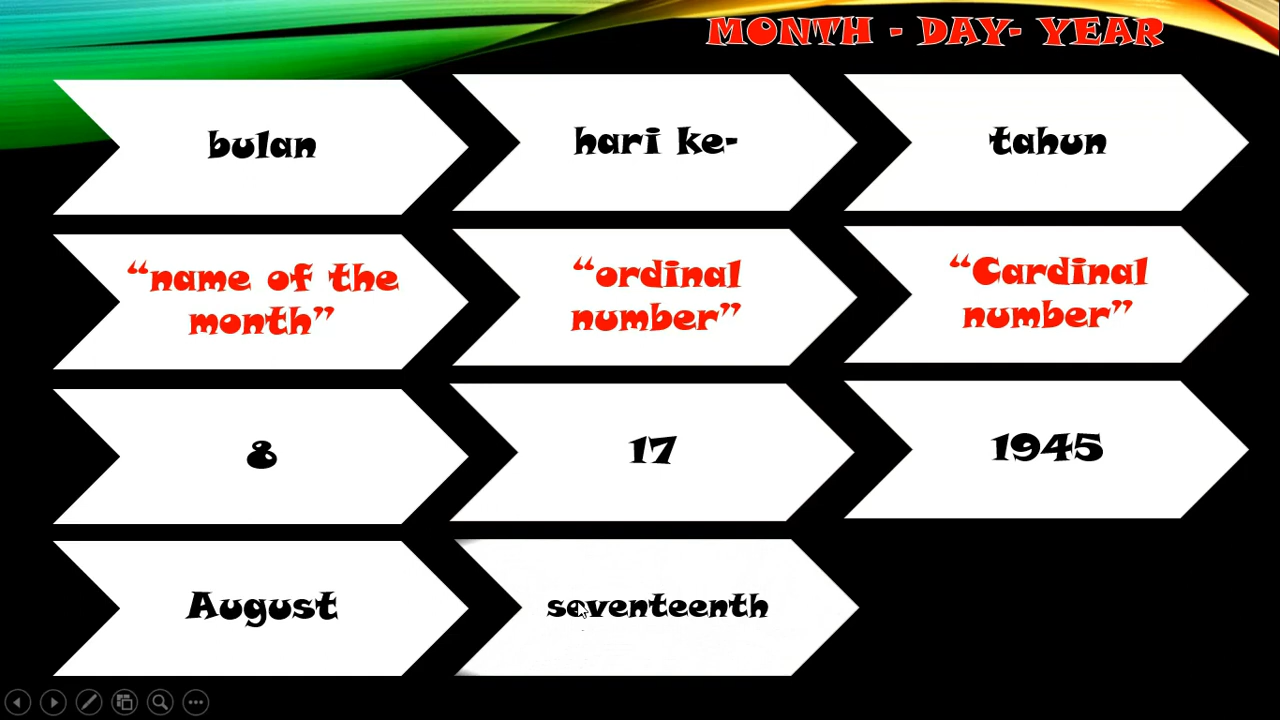 MONTH - DAY- YEAR
bulan
hari ke-
tahun
“name of the
month”
“ordinal
number”
“Cardinal
number”
8
17
1945
August
seventeenth